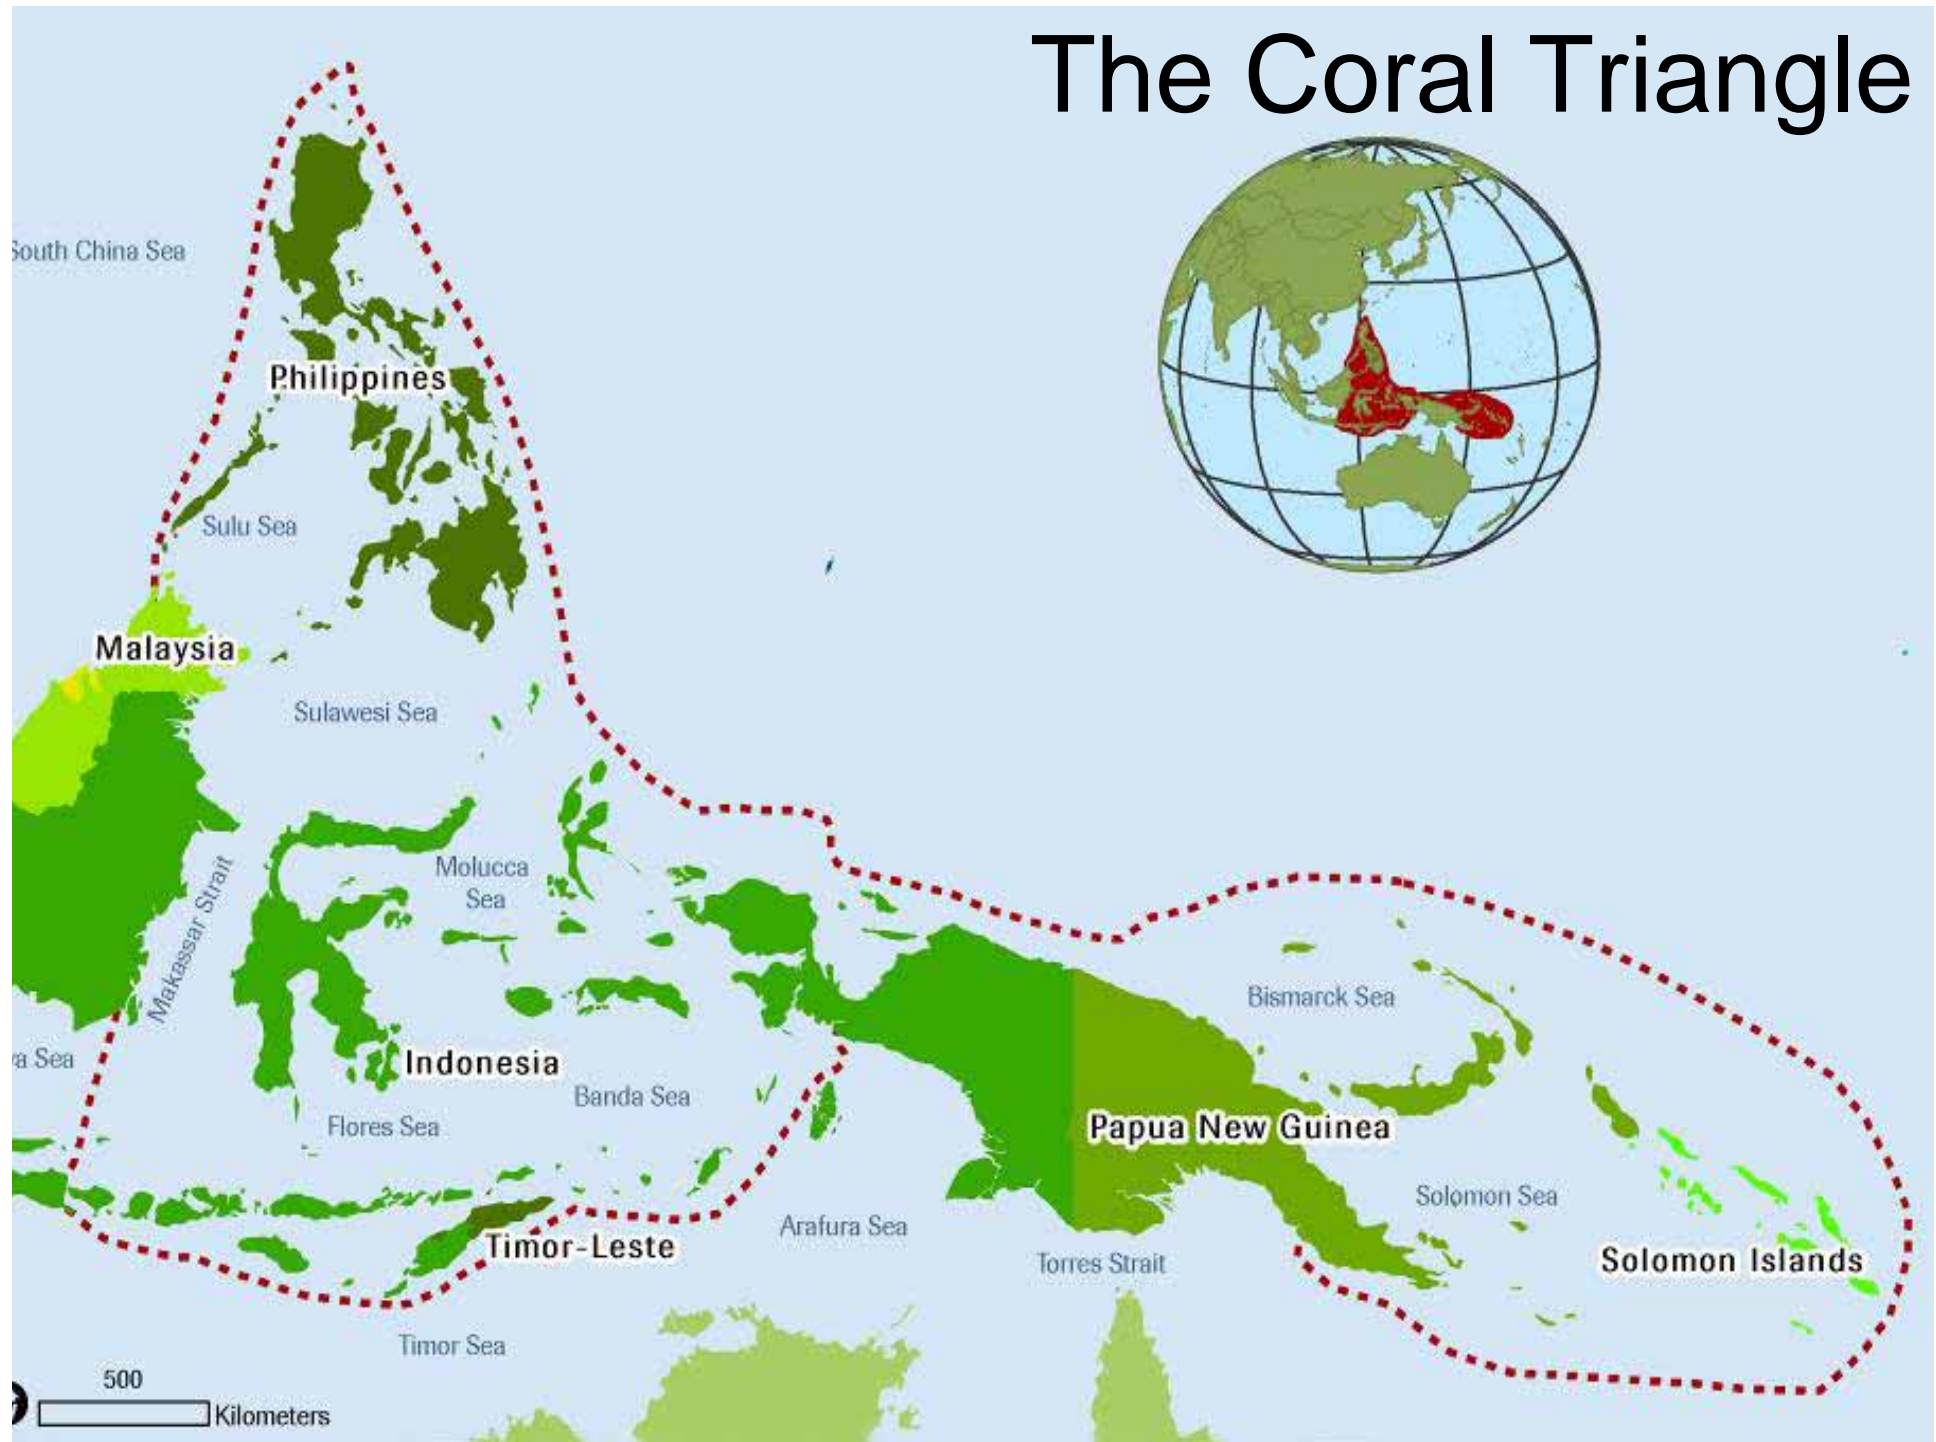 The Coral Triangle
South China Sea
Philippines
Sulu Sea
Malaysia
Sulawesi Sea
Molucca
Sea
Makassar Strait
Bismarck Sea
a Sea
Indonesia
Banda Sea
Flores Sea
Papua New Guinea
Solomon Sea
Arafura Sea
Timor-Leste
Torres Strait
Solomon Islands
Timor Sea
500
Kilometers